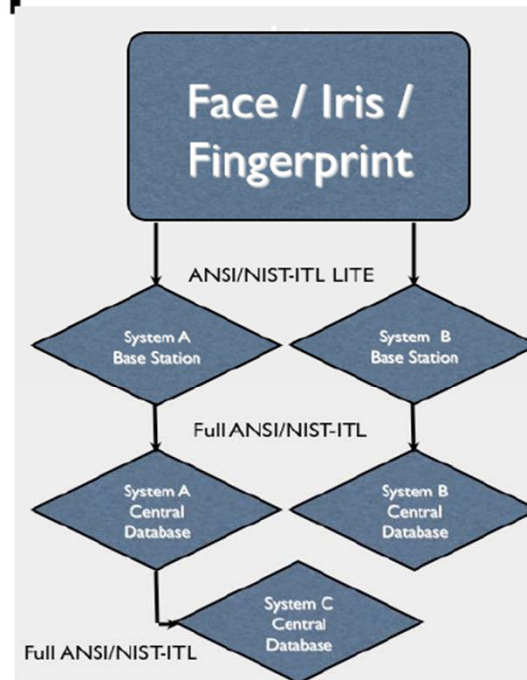 Face / Iris /
Fingerprint
ANSI/NIST-ITL LITE
System A
Base Station
System B
Base Station
Full ANSI/NIST-ITL
System A
Central
Database
System B
Central
Database
System C
Central
Database
Full ANSI/NIST-ITL